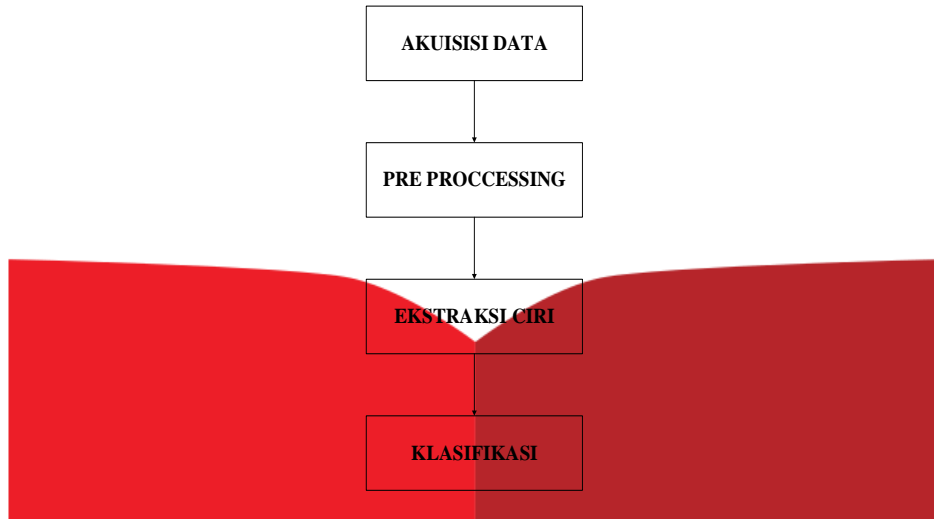 AKUISISI DATA
PRE PROCCESSING
EKSTRAKSI CIRI
KLASIFIKASI